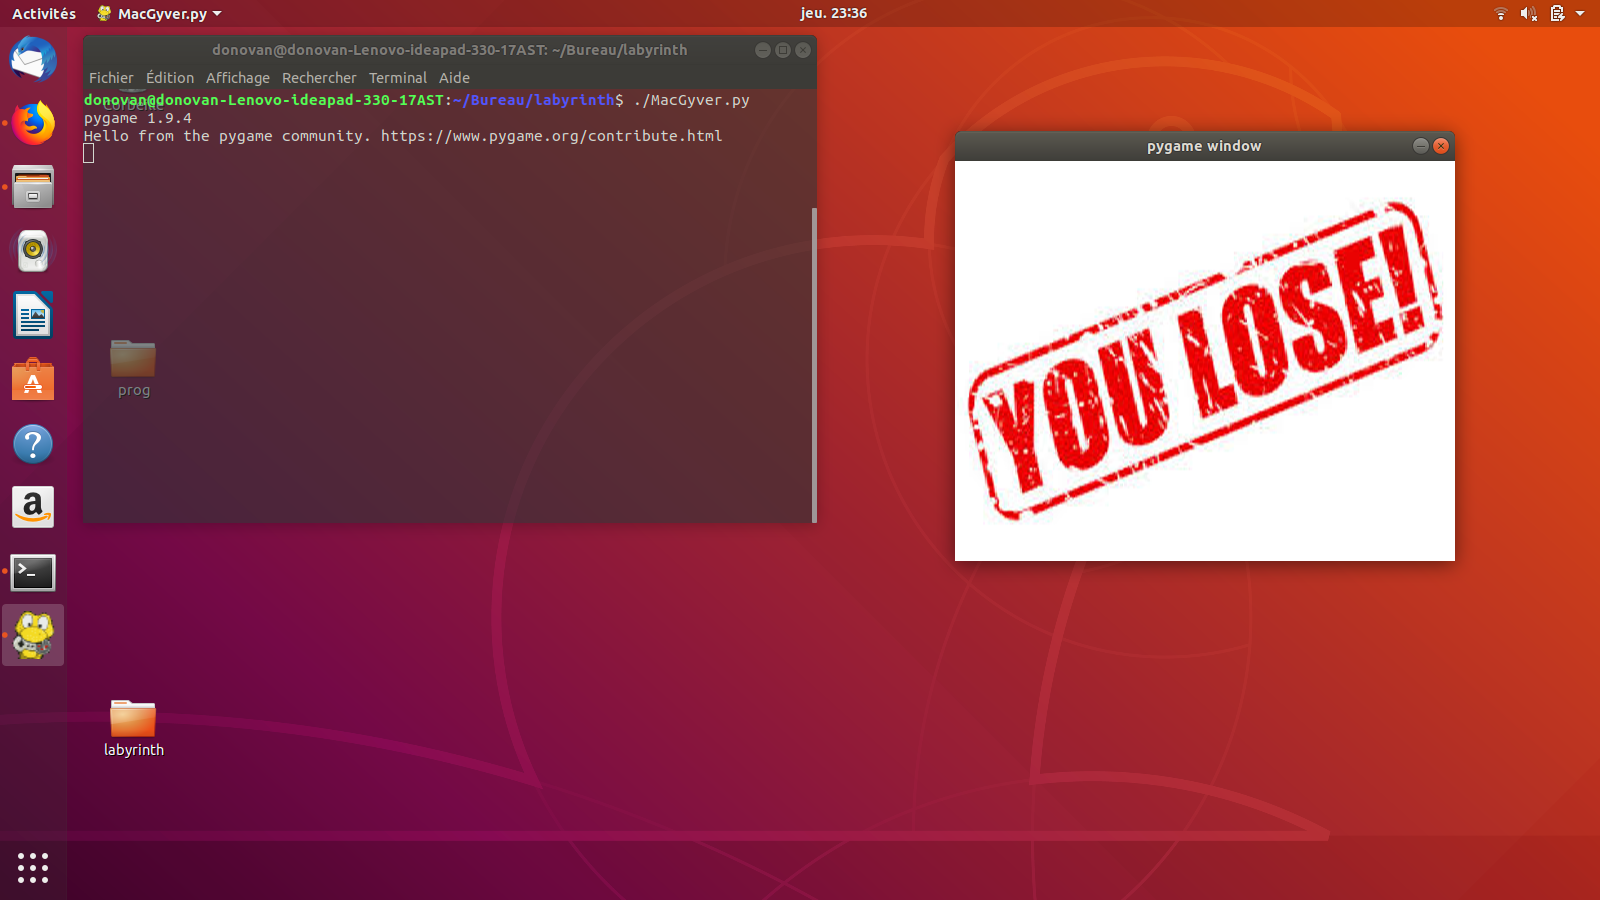 Activités MacGyver.py jeu. 23:36
donovan@donovan-Lenovo-ideapad-330-17AST: ~/Bureau/labyrinth
Fichier Édition Affichage Rechercher Terminal Aide
Corbeille
donovan@donovan-Lenovo-ideapad-330-17AST:~/Bureau/labyrinth$ ./MacGyver.py
pygame 1.9.4
Hello from the pygame community. https://www.pygame.org/contribute.html
prog
labyrinth
pygame window
YOU LOSE!